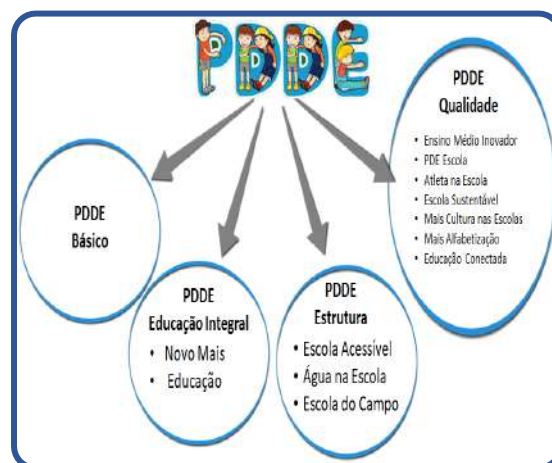 PDDE
PDDE
Básico
PDDE
Educação Integral
• Novo Mais
• Educação
PDDE
Estrutura
• Escola Acessível
• Água na Escola
• Escola do Campo
PDDE
Qualidade
• Ensino Médio Inovador
• PDE Escola
• Atleta na Escola
• Escola Sustentável
• Mais Cultura nas Escolas
• Mais Alfabetização
• Educação Conectada